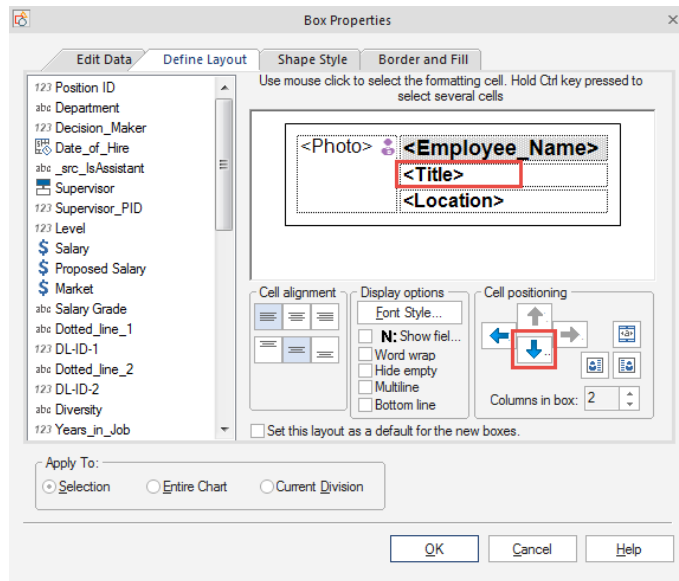 Box Properties
Edit Data
Define Layout
Shape Style
Border and Fill
123 Position ID
abc Department
123 Decision_Maker
Date_of_Hire
abc _src_IsAssistant
Supervisor
123 Supervisor_PID
123 Level
$ Salary
$ Proposed Salary
$ Market
abc Salary Grade
abc Dotted_line_1
123 DL-ID-1
abc Dotted_line_2
123 DL-ID-2
abc Diversity
123 Years_in_Job
Use mouse click to select the formatting cell. Hold Ctrl key pressed to
select several cells
<Photo>
<Employee_Name>
<Title>
<Location>
Cell alignment
Display options
Font Style...
N: Show fiel...
Word wrap
Hide empty
Multiline
Bottom line
Cell positioning
Columns in box: 2
Set this layout as a default for the new boxes.
Apply To:
Selection
Entire Chart
Current Division
OK
Cancel
Help